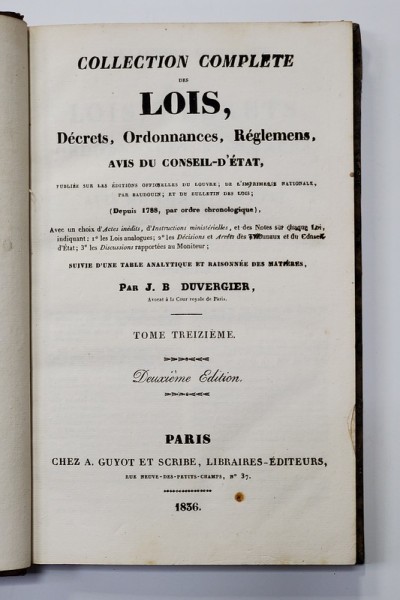 COLLECTION COMPLETE
DES
LOIS,
Décrets, Ordonnances, Réglemens,
AVIS DU CONSEIL-D'ÉTAT,
PUBLIÉE SUR LES ÉDITIONS OFFICIELLES DU LOUVRE; DE L'IMPRIMERIE NATIONALE,
PAR BAUDOUIN; ET DU BULLETIN DES LOIS;
(Depuis 1788, par ordre chronologique),
Avec un choix d'Actes inédits, d'Instructions ministérielles, et des Notes sur chaque Loi,
indiquant: 1º les Lois analogues; 2º les Décisions et Arrêts des Tribunaux et du Conseil-
d'État; 3º les Discussions rapportées au Moniteur;
SUIVIE D'UNE TABLE ANALYTIQUE ET RAISONNÉE DES MATIÈRES,
PAR J. B DUVERGIER,
Avocat à la Cour royale de Paris.
TOME TREIZIÈME.
Deuxième Edition.
PARIS
CHEZ A. GUYOT ET SCRIBE, LIBRAIRES-ÉDITEURS,
RUE NEUVE-DES-PETITS-CHAMPS, Nº 37.
1836.